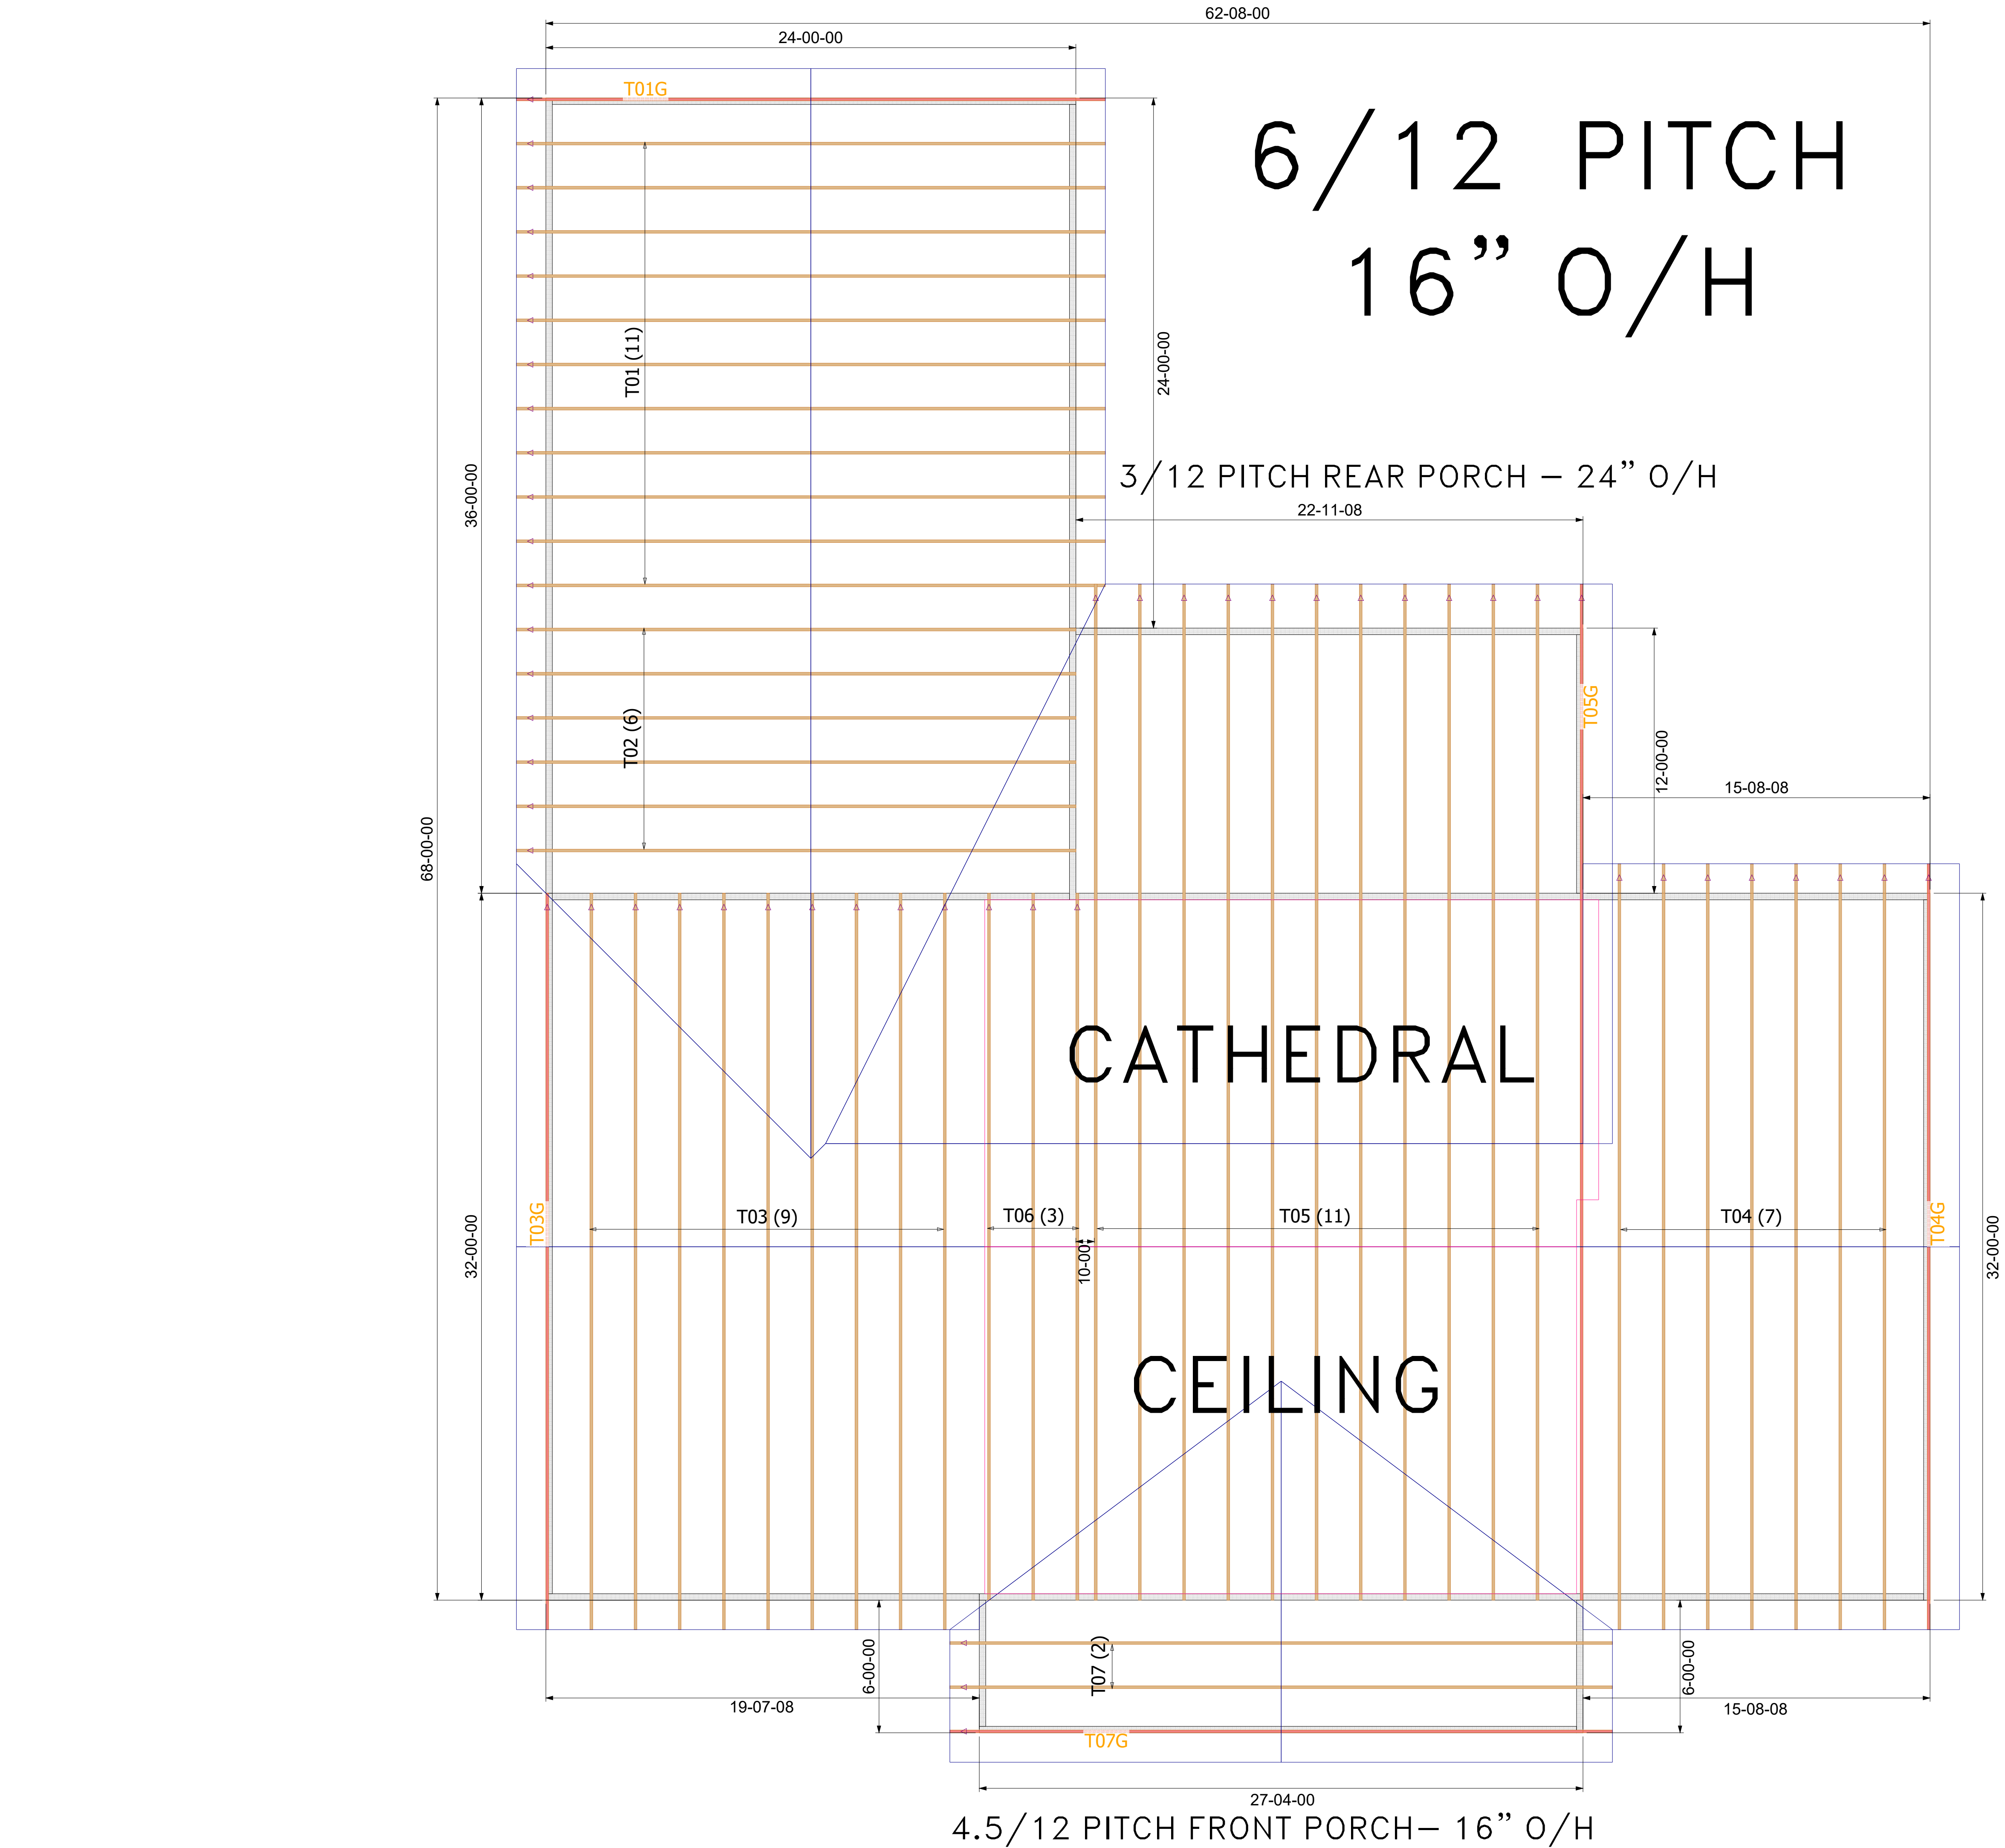 62-08-00
24-00-00
T01G
6/12 PITCH
16” O/H
T01 (11)
24-00-00
36-00-00
3/12 PITCH REAR PORCH – 24” O/H
22-11-08
T05G
T02 (6)
12-00-00
15-08-08
68-00-00
CATHEDRAL
T03G
T03 (9)
T06 (3)
T05 (11)
T04 (7)
T04G
32-00-00
10-00
32-00-00
CEILING
6-00-00
T07 (2)
6-00-00
19-07-08
15-08-08
T07G
27-04-00
4.5/12 PITCH FRONT PORCH– 16” O/H